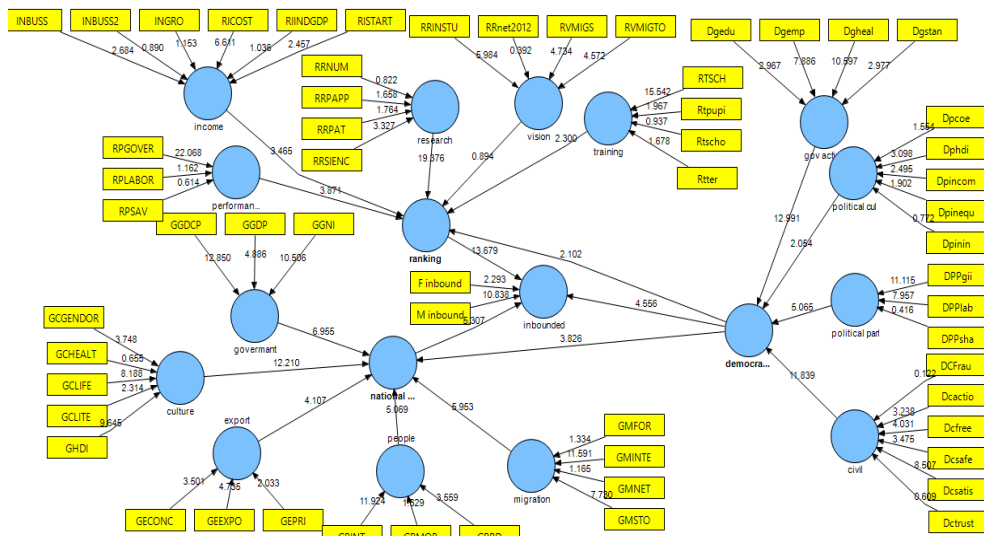 INBUSS
INBUSS2
INGRO
RICOST
RIINDGDP
RISTART
2.684
0.890
1.153
6.611
1.036
2.457
income
RRINSTU
RRnet2012
RVMIGS
RVMIGTO
5.984
0.392
4.734
4.572
vision
Dgedu
Dgemp
Dgheal
Dgstan
2.967
7.886
10.597
2.977
gov acti
RRNUM
RRPAPP
RRPAT
RRSIENC
0.822
1.658
1.764
3.327
research
RTSCH
Rtpupi
Rtscho
Rtter
15.542
1.967
0.937
1.678
training
Dpcoe
Dphdi
Dpincom
Dpinequ
Dpinin
1.554
3.098
2.495
1.902
0.772
political cul
RPGOVER
RPLABOR
RPSAV
22.068
1.162
0.614
performan...
3.465
3.871
19.376
0.894
2.300
ranking
12.991
2.054
2.102
GGDCP
GGDP
GGNI
12.850
4.886
10.506
govermant
13.679
F inbound
M inbound
2.293
10.838
inbounded
5.307
4.556
3.826
DPPgii
DPPlab
DPPsha
11.115
7.957
0.416
political part
5.065
democra...
11.839
GCGENDOR
GCHEALT
GCLIFE
GCLITE
GHDI
3.748
0.655
8.188
2.314
9.645
culture
6.955
12.210
national ...
4.107
5.069
5.953
export
GECONC
GEEXPO
GEPRI
3.501
4.735
2.033
people
11.924
1.629
3.559
migration
GMFOR
GMINTE
GMNET
GMSTO
1.334
11.591
1.165
7.730
DCFrau
Dcactio
Dcfree
Dcsafe
Dcsatis
Dctrust
0.122
3.238
4.031
3.475
8.507
0.609
civil